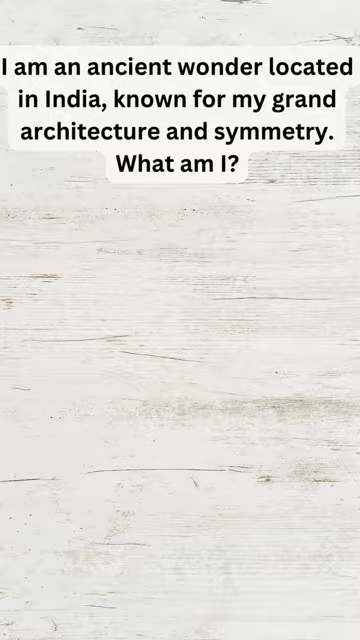 I am an ancient wonder located
in India, known for my grand
architecture and symmetry.
What am I?